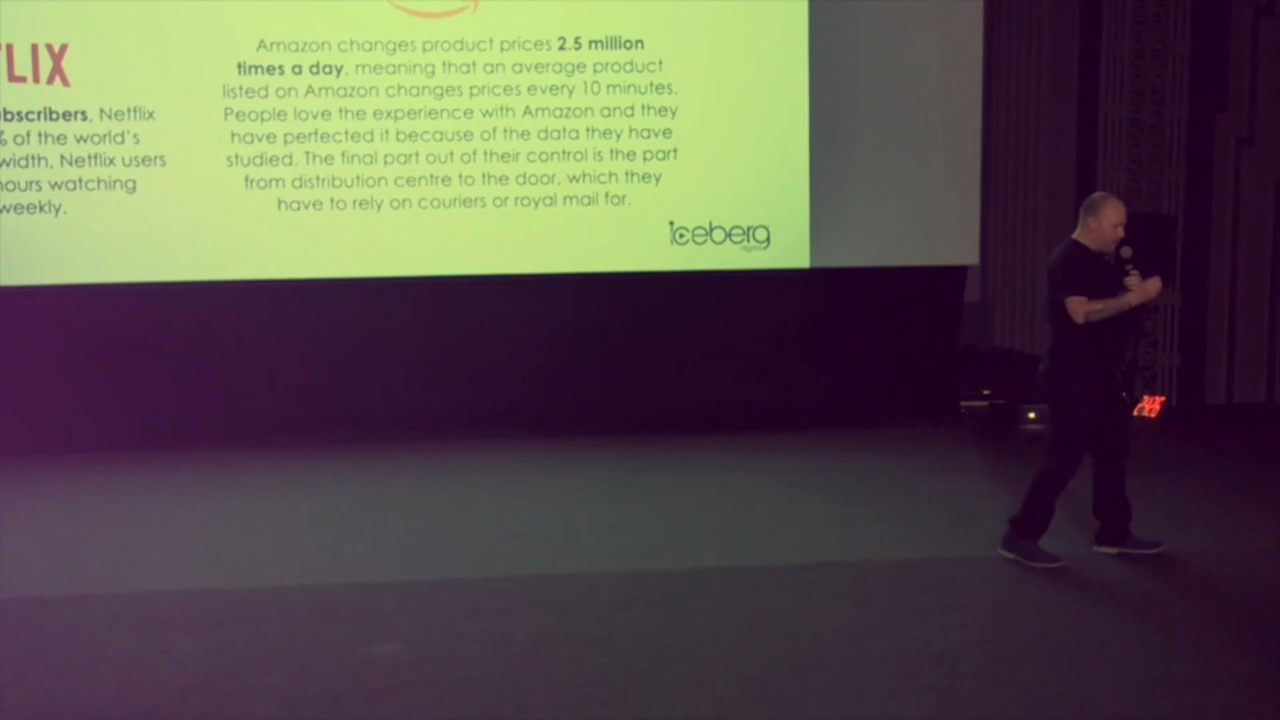 LIX
bscribers, Netflix
% of the world's
width, Netflix users
hours watching
weekly.
Amazon changes product prices 2.5 million
times a day, meaning that an average product
listed on Amazon changes prices every 10 minutes.
People love the experience with Amazon and they
have perfected it because of the data they have
studied. The final part out of their control is the part
from distribution centre to the door, which they
have to rely on couriers or royal mail for.
iceberg
digital